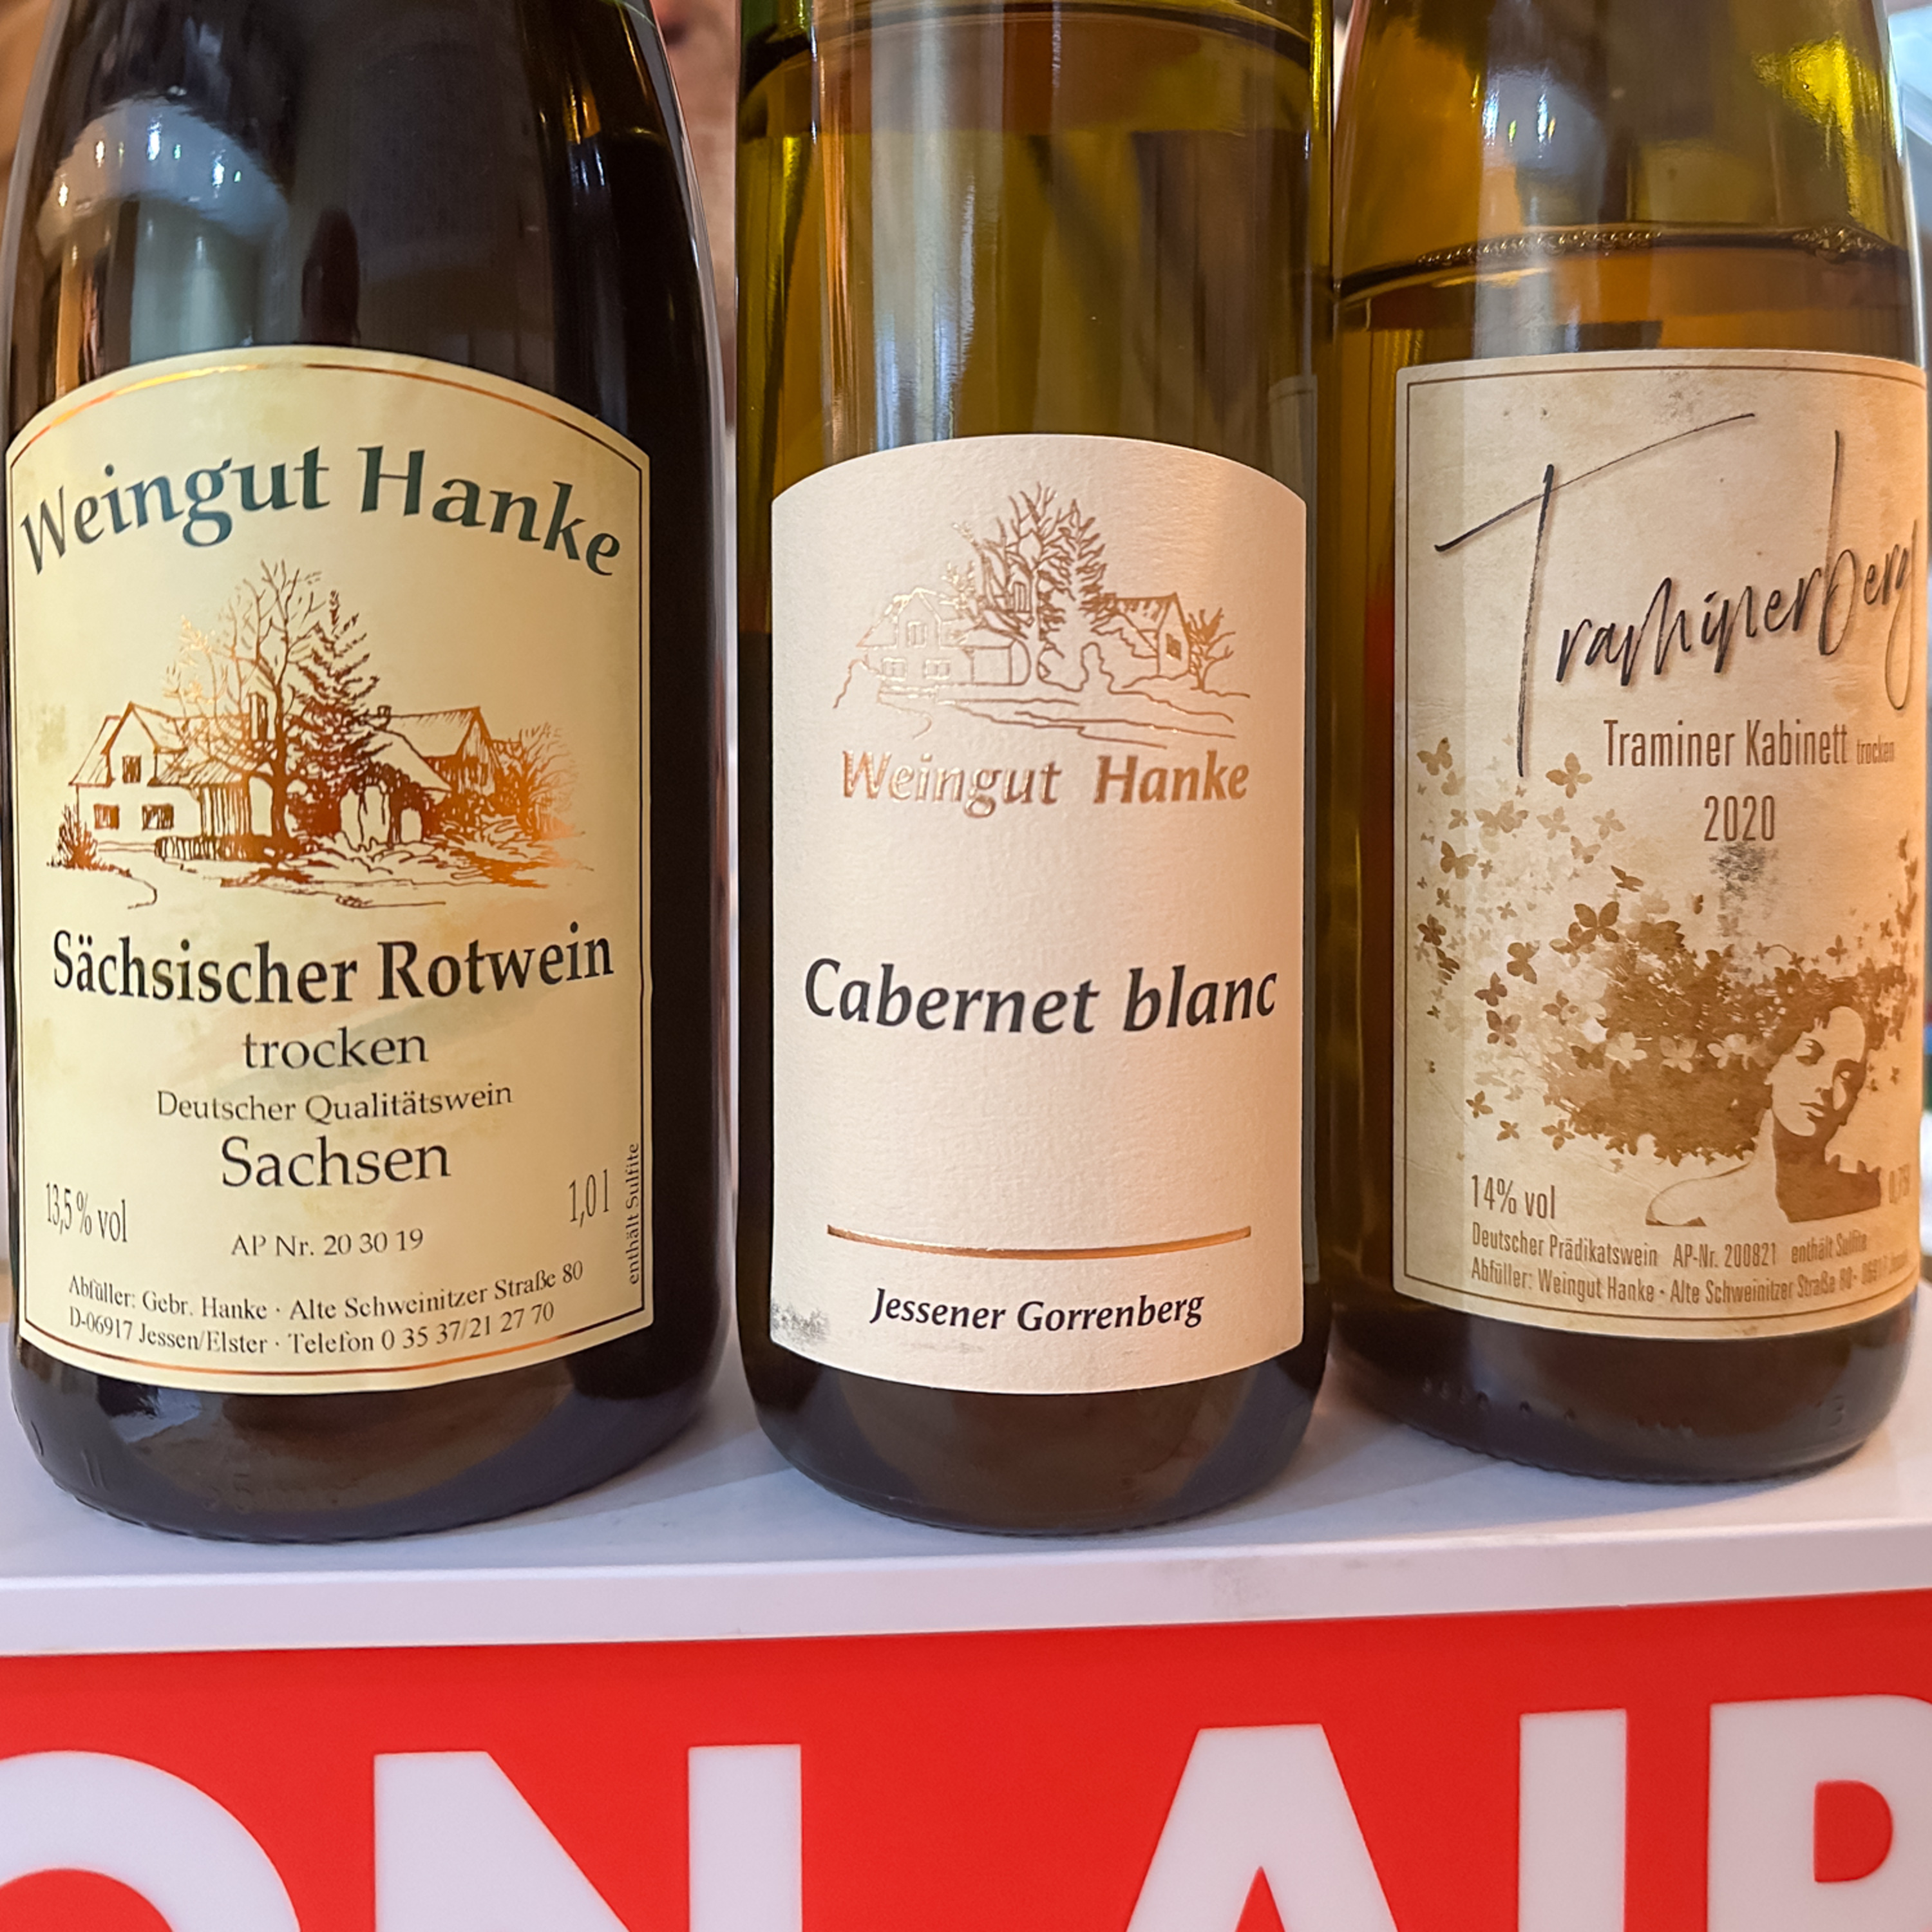 Weingut Hanke
Sächsischer Rotwein
trocken
Deutscher Qualitätswein
Sachsen
13,5% vol
1,0 l
enthält Sulfite
AP Nr. 20 30 19
Abfüller: Gebr. Hanke · Alte Schweinitzer Straße 80
D-06917 Jessen/Elster · Telefon 0 35 37/21 27 70
Weingut Hanke
Cabernet blanc
Jessener Gorrenberg
Traminerberg
Traminer Kabinett trocken
2020
14% vol
Deutscher Prädikatswein AP-Nr. 200821 enthält Sulfite
Abfüller: Weingut Hanke - Alte Schweinitzer Straße 80-
ON AIR